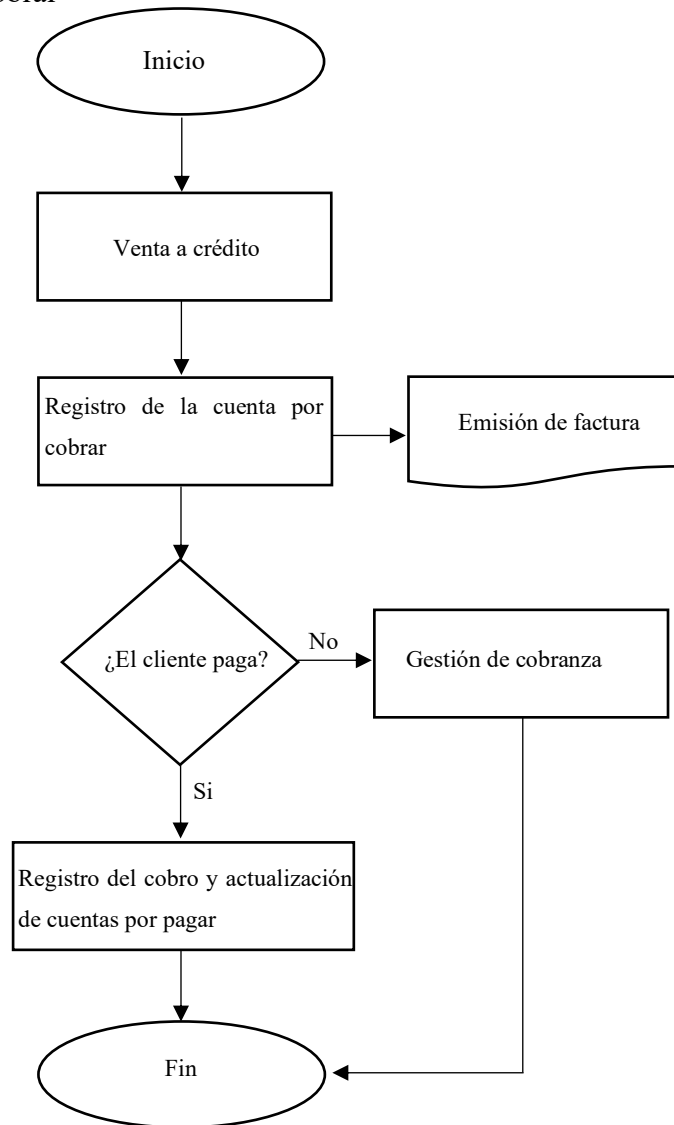 Inicio
Venta a crédito
Registro de la cuenta por
cobrar
Emisión de factura
¿El cliente paga?
No
Gestión de cobranza
Si
Registro del cobro y actualización
de cuentas por pagar
Fin